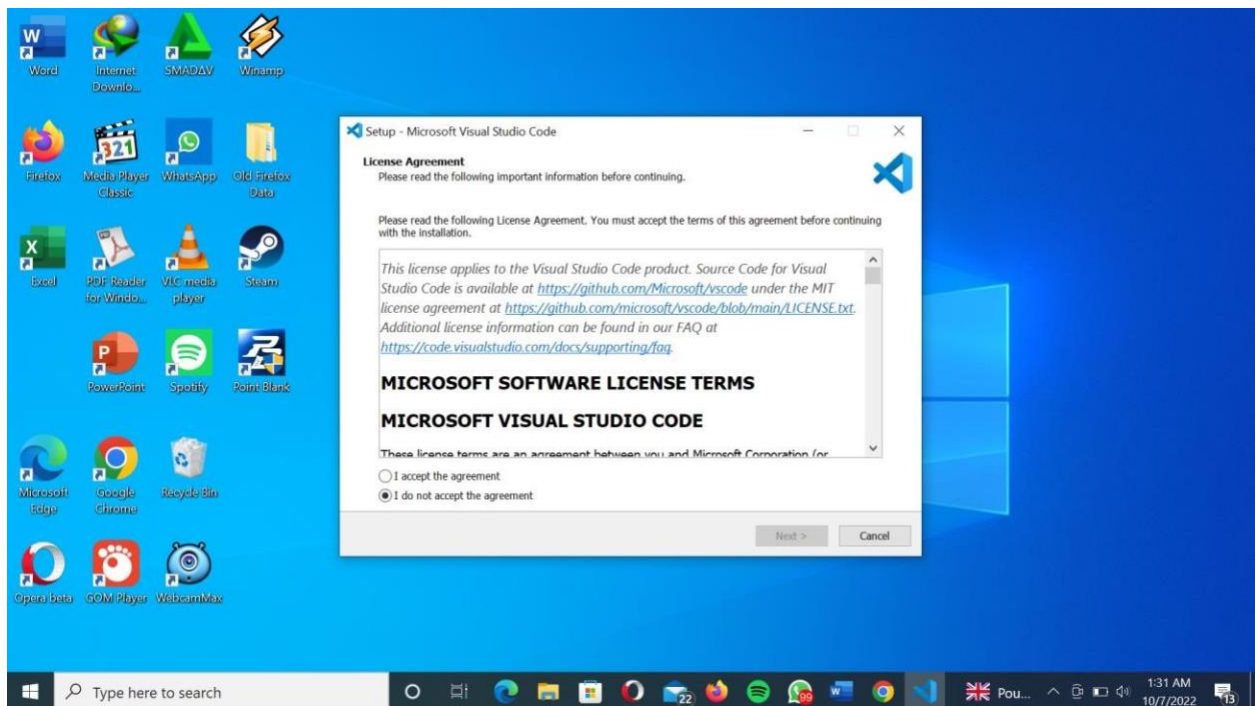 Word
Internet
Downlo...
SMADAV
Winamp
Firefox
321
Media Player
Classic
WhatsApp
Old Firefox
Data
Excel
PDF Reader
for Windo...
VLC media
player
Steam
PowerPoint
Spotify
Point Blank
Microsoft
Edge
Google
Chrome
Recycle Bin
Opera beta
GOM Player
WebcamMax
Setup - Microsoft Visual Studio Code
License Agreement
Please read the following important information before continuing.
Please read the following License Agreement. You must accept the terms of this agreement before continuing
with the installation.
This license applies to the Visual Studio Code product. Source Code for Visual
Studio Code is available at https://github.com/Microsoft/vscode under the MIT
license agreement at https://github.com/microsoft/vscode/blob/main/LICENSE.txt.
Additional license information can be found in our FAQ at
https://code.visualstudio.com/docs/supporting/faq.
MICROSOFT SOFTWARE LICENSE TERMS
MICROSOFT VISUAL STUDIO CODE
These license terms are an agreement between you and Microsoft Corporation (or
I accept the agreement
I do not accept the agreement
Next >
Cancel
Type here to search
22
99
Pou...
1:31 AM
10/7/2022
13